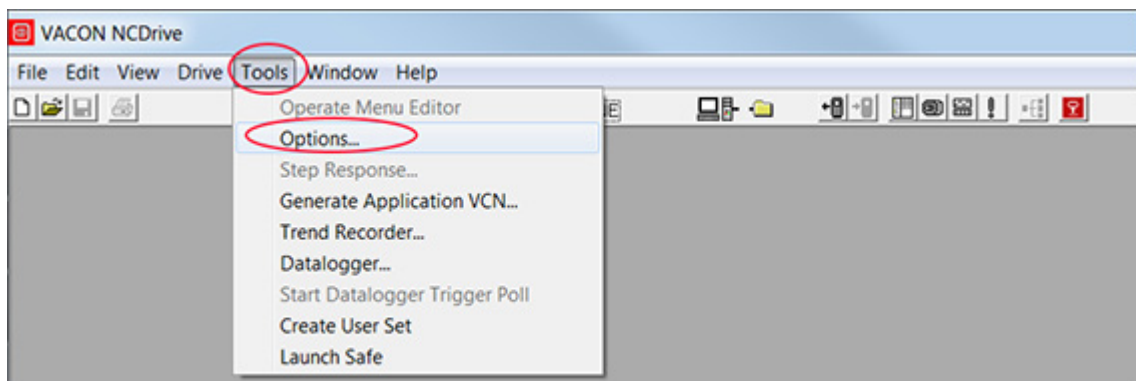 VACON NCDrive
File Edit View Drive Tools Window Help
Operate Menu Editor
Options...
Step Response...
Generate Application VCN...
Trend Recorder...
Datalogger...
Start Datalogger Trigger Poll
Create User Set
Launch Safe